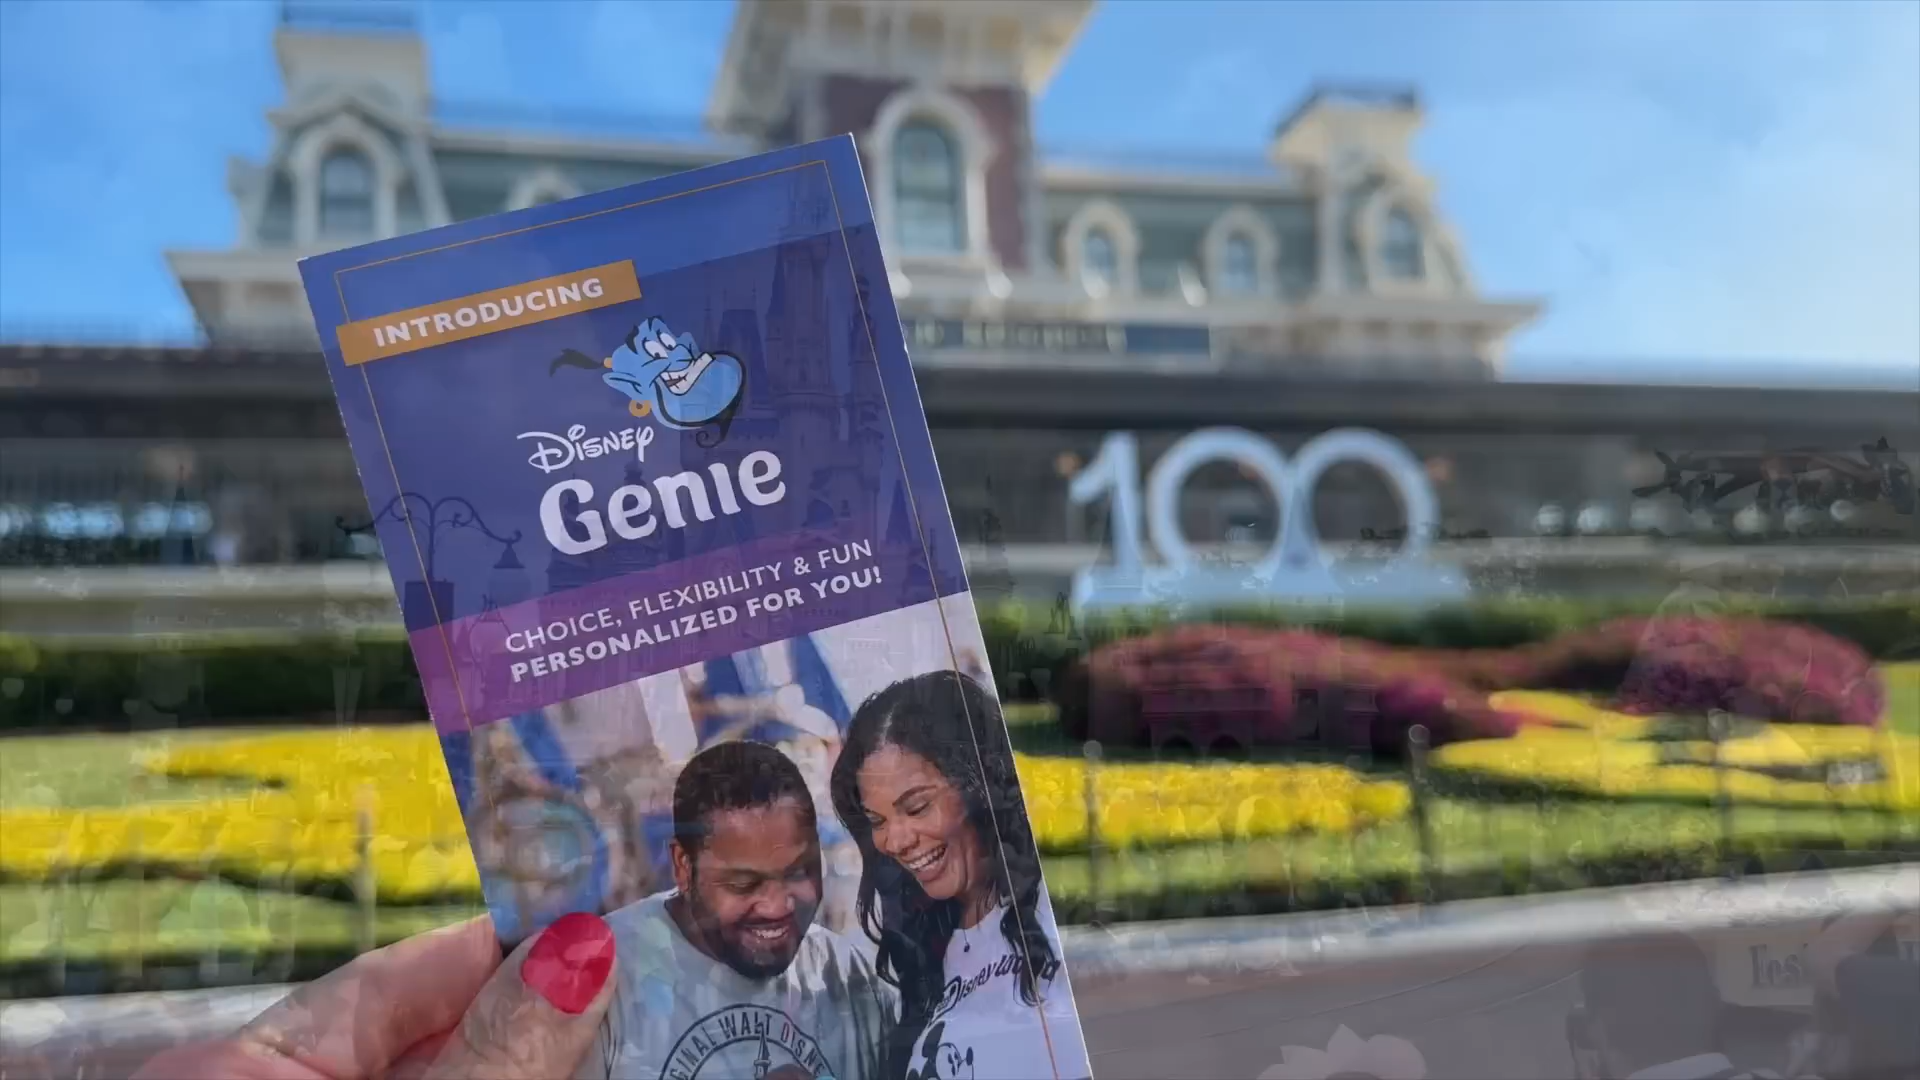 INTRODUCING
Disney
Genie
CHOICE, FLEXIBILITY & FUN
PERSONALIZED FOR YOU!
100